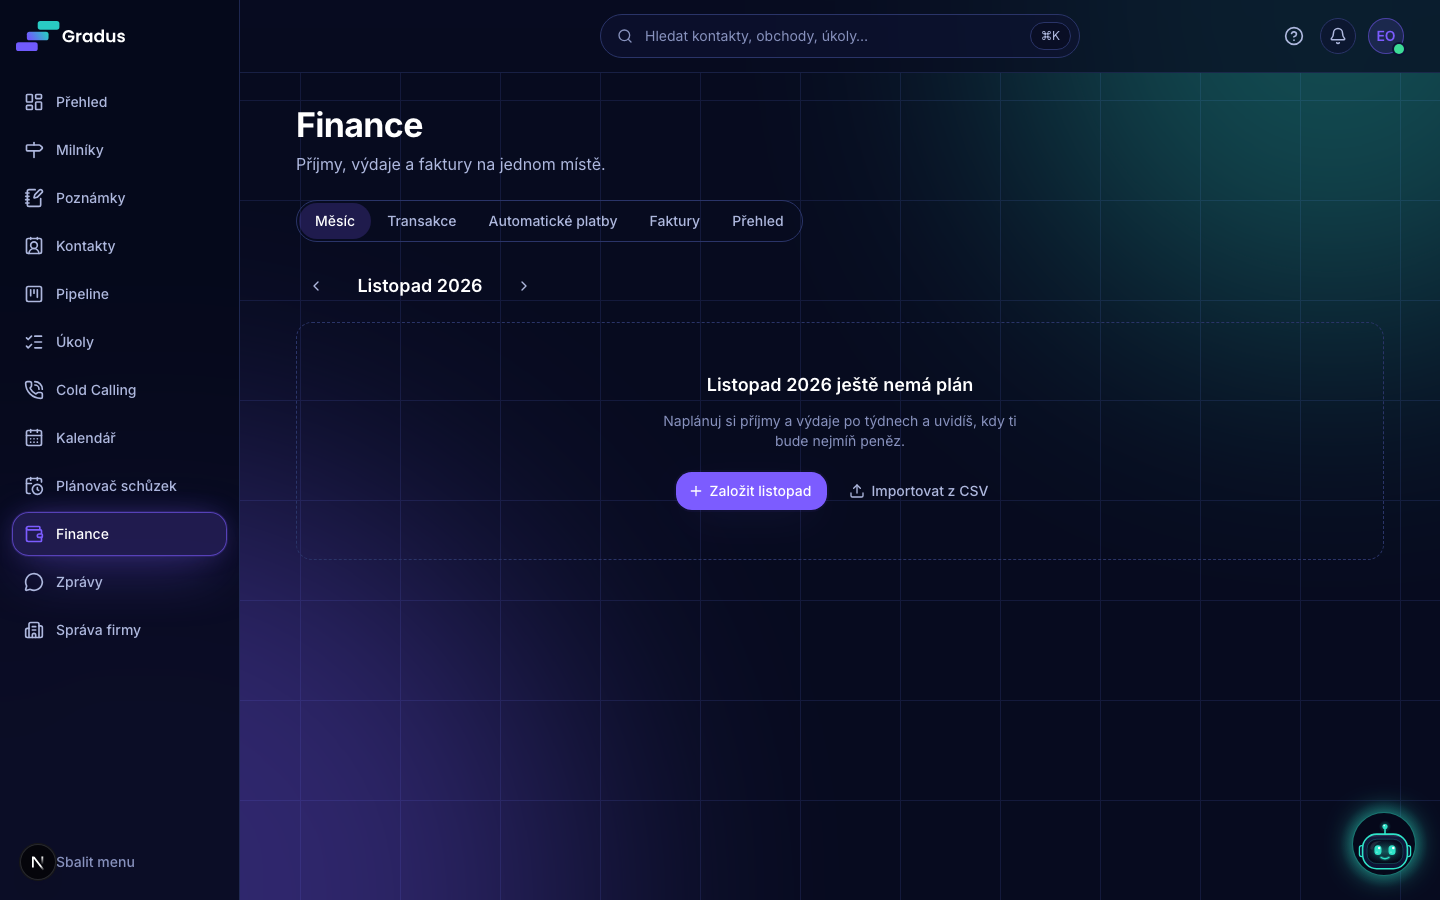 Gradus
Hledat kontakty, obchody, úkoly...
⌘K
EO
Přehled
Milníky
Poznámky
Kontakty
Pipeline
Úkoly
Cold Calling
Kalendář
Plánovač schůzek
Finance
Zprávy
Správa firmy
N
Sbalit menu
Finance
Příjmy, výdaje a faktury na jednom místě.
Měsíc
Transakce
Automatické platby
Faktury
Přehled
Listopad 2026
Listopad 2026 ještě nemá plán
Naplánuj si příjmy a výdaje po týdnech a uvidíš, kdy ti
bude nejmíň peněz.
Založit listopad
Importovat z CSV